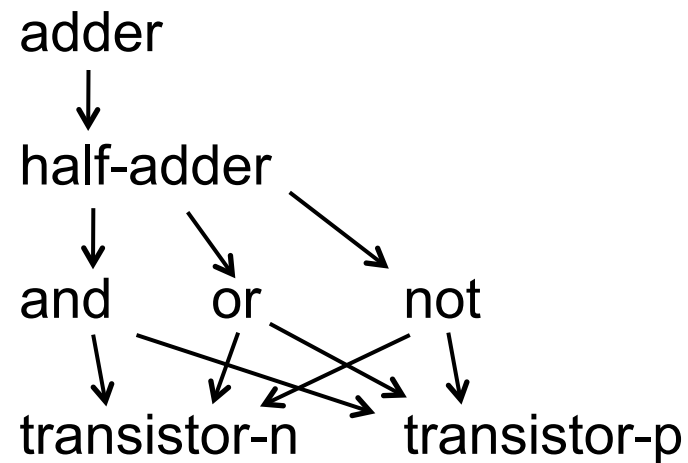 adder
half-adder
and or not
transistor-n transistor-p